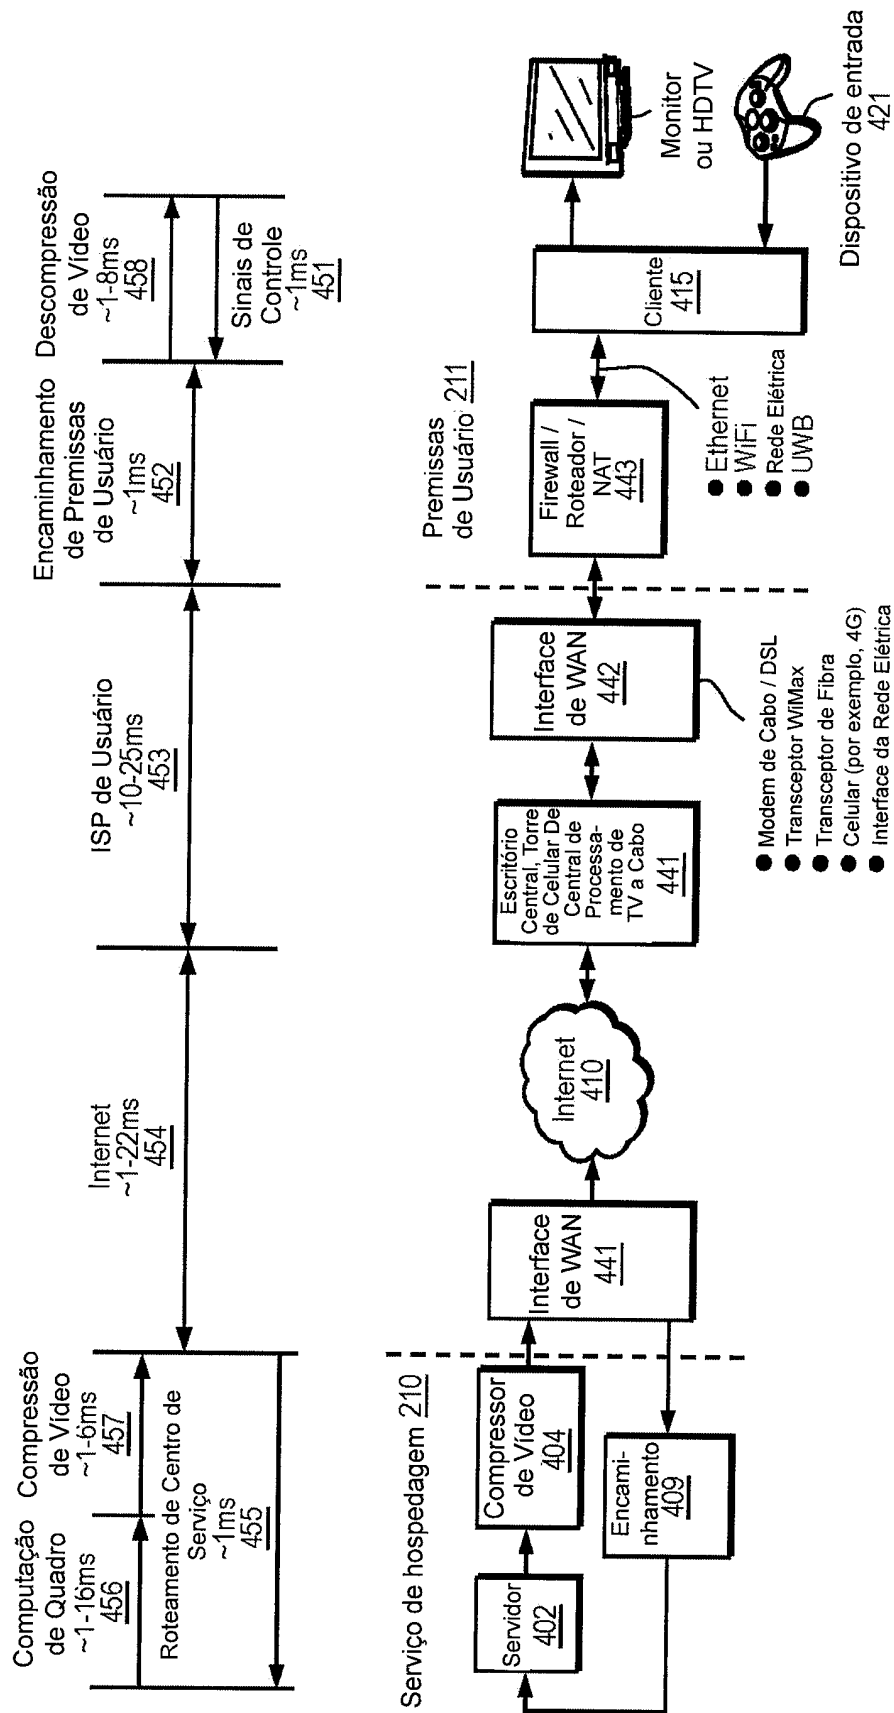 Computação
de Quadro
~1-16ms
456
Compressão
de Vídeo
~1-6ms
457
Roteamento de Centro de
Serviço
~1ms
455
Internet
~1-22ms
454
ISP de Usuário
~10-25ms
453
Encaminhamento
de Premissas
de Usuário
~1ms
452
Descompressão
de Vídeo
~1-8ms
458
Sinais de
Controle
~1ms
451
Serviço de hospedagem 210
Servidor
402
Compressor
de Vídeo
404
Encami-
nhamento
409
Interface
de WAN
441
Internet
410
Escritório
Central, Torre
de Celular De
Central de
Processa-
mento de
TV a Cabo
441
Interface
de WAN
442
● Modem de Cabo / DSL
● Transceptor WiMax
● Transceptor de Fibra
● Celular (por exemplo, 4G)
● Interface da Rede Elétrica
Premissas
de Usuário 211
Firewall /
Roteador /
NAT
443
● Ethernet
● WiFi
● Rede Elétrica
● UWB
Cliente
415
Monitor
ou HDTV
Dispositivo de entrada
421